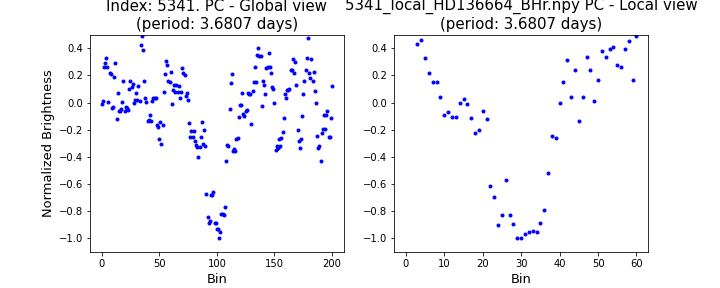 Index: 5341. PC - Global view
(period: 3.6807 days)
5341_local_HD136664_BHr.npy PC - Local view
(period: 3.6807 days)
Normalized Brightness
0.4
0.2
0.0
−0.2
−0.4
−0.6
−0.8
−1.0
0 50 100 150 200
Bin
0.4
0.2
0.0
−0.2
−0.4
−0.6
−0.8
−1.0
0 10 20 30 40 50 60
Bin